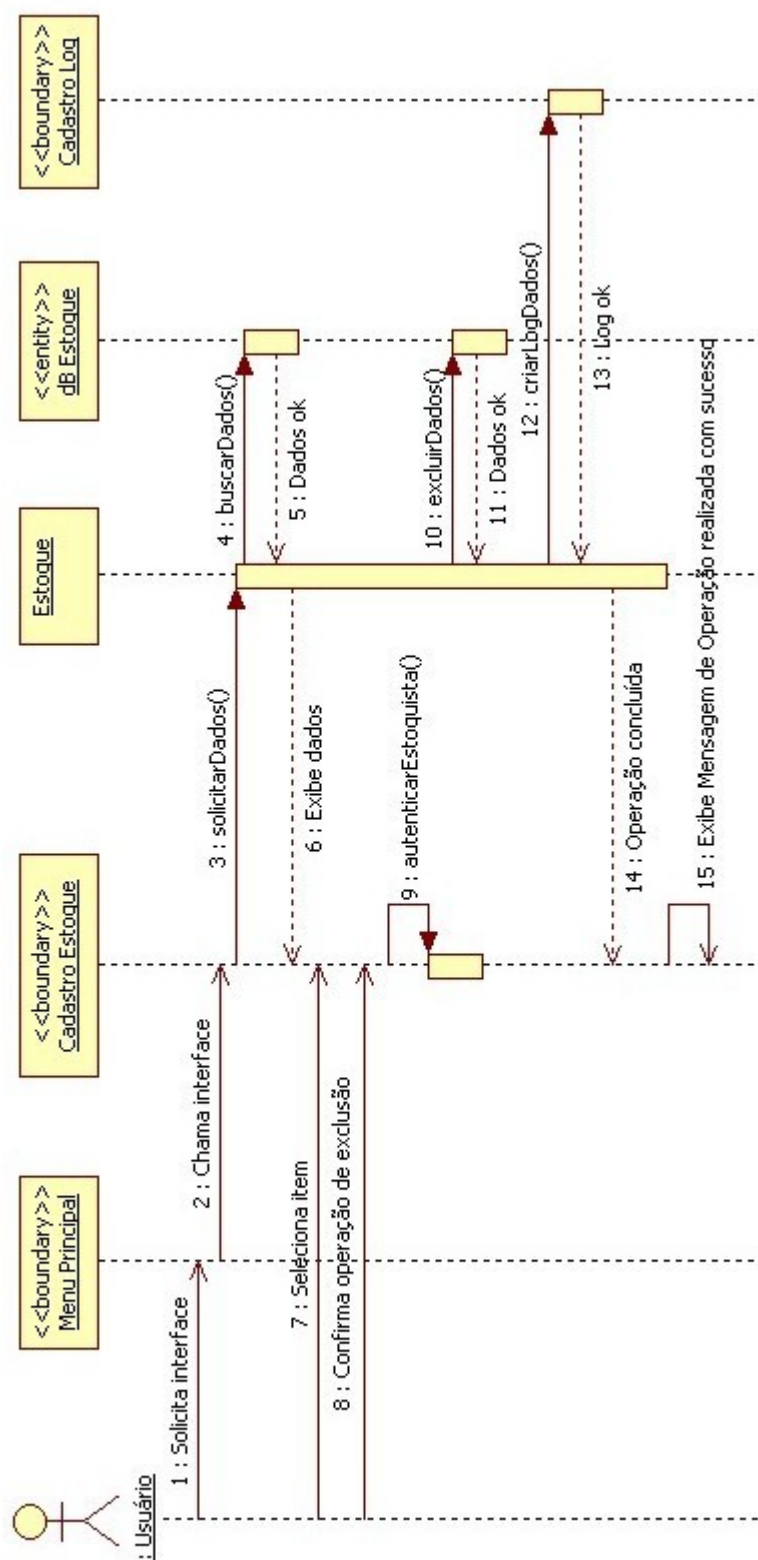 : Usuário
<<boundary>>
Menu Principal
<<boundary>>
Cadastro Estoque
Estoque
<<entity>>
dB Estoque
<<boundary>>
Cadastro Log
1 : Solicita interface
2 : Chama interface
3 : solicitarDados()
4 : buscarDados()
5 : Dados ok
6 : Exibe dados
7 : Seleciona item
8 : Confirma operação de exclusão
9 : autenticarEstoquista()
10 : excluirDados()
11 : Dados ok
12 : criarLogDados()
13 : Log ok
14 : Operação concluída
15 : Exibe Mensagem de Operação realizada com sucesso